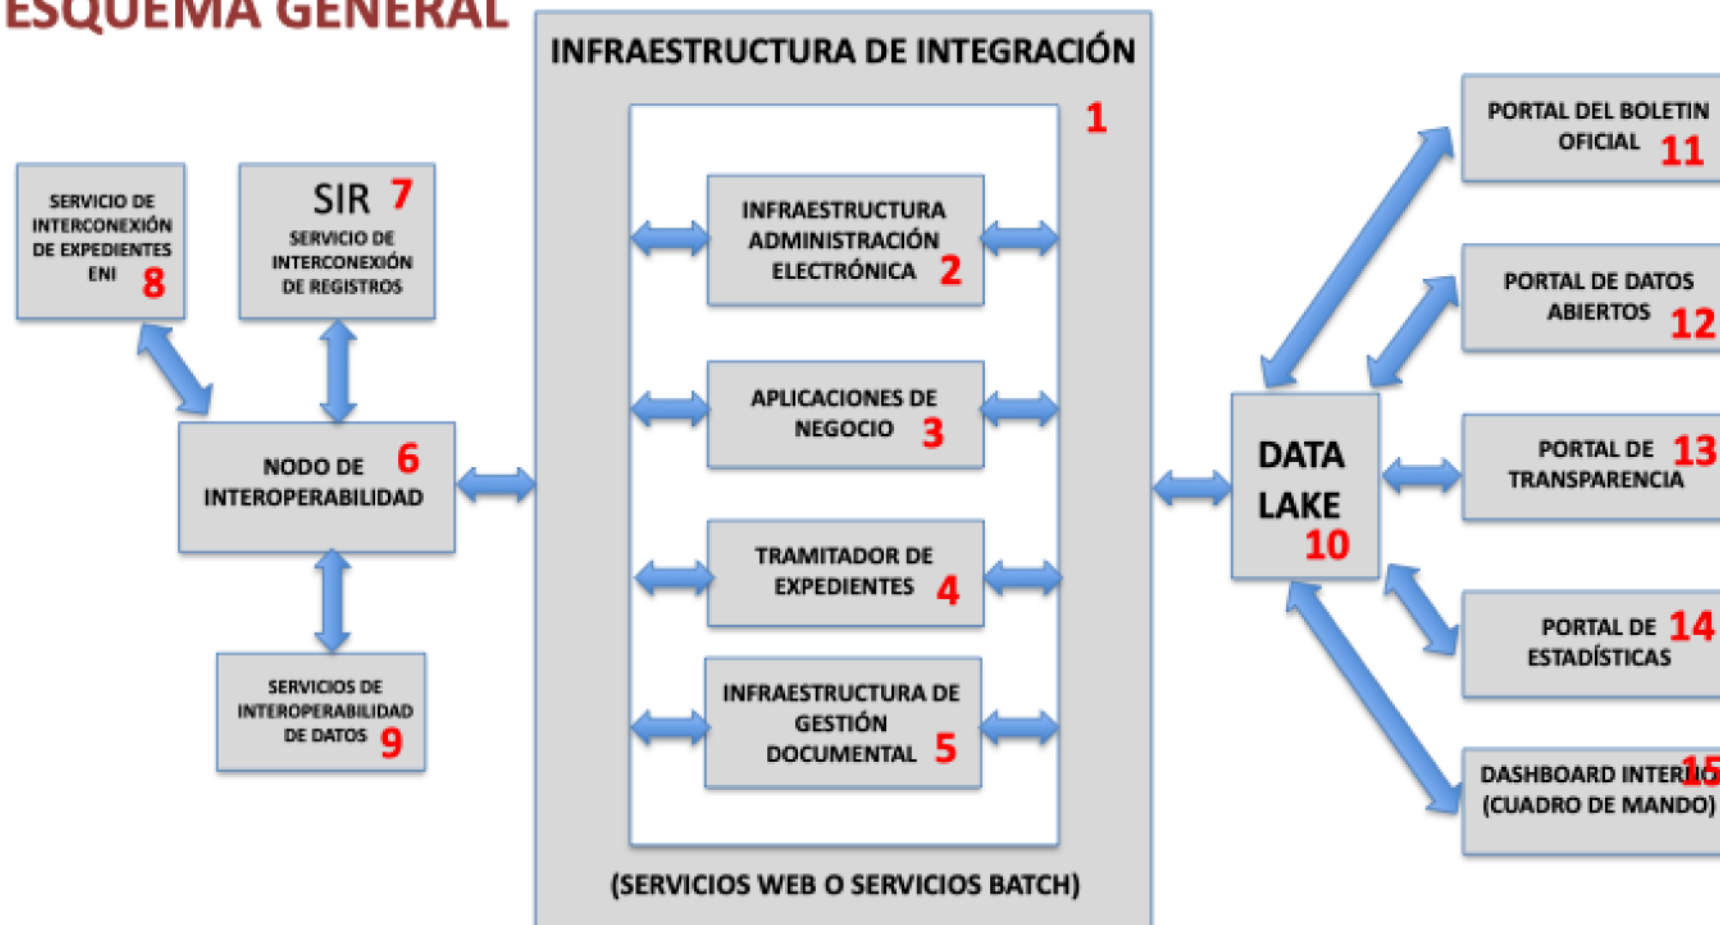 ESQUEMA GENERAL
INFRAESTRUCTURA DE INTEGRACIÓN
1
INFRAESTRUCTURA
ADMINISTRACIÓN
ELECTRÓNICA 2
APLICACIONES DE
NEGOCIO 3
TRAMITADOR DE
EXPEDIENTES 4
INFRAESTRUCTURA DE
GESTIÓN
DOCUMENTAL 5
(SERVICIOS WEB O SERVICIOS BATCH)
SERVICIO DE
INTERCONEXIÓN
DE EXPEDIENTES
ENI 8
SIR 7
SERVICIO DE
INTERCONEXIÓN
DE REGISTROS
NODO DE 6
INTEROPERABILIDAD
SERVICIOS DE
INTEROPERABILIDAD
DE DATOS 9
DATA
LAKE
10
PORTAL DEL BOLETIN
OFICIAL 11
PORTAL DE DATOS
ABIERTOS 12
PORTAL DE 13
TRANSPARENCIA
PORTAL DE 14
ESTADÍSTICAS
DASHBOARD INTERNO 15
(CUADRO DE MANDO)